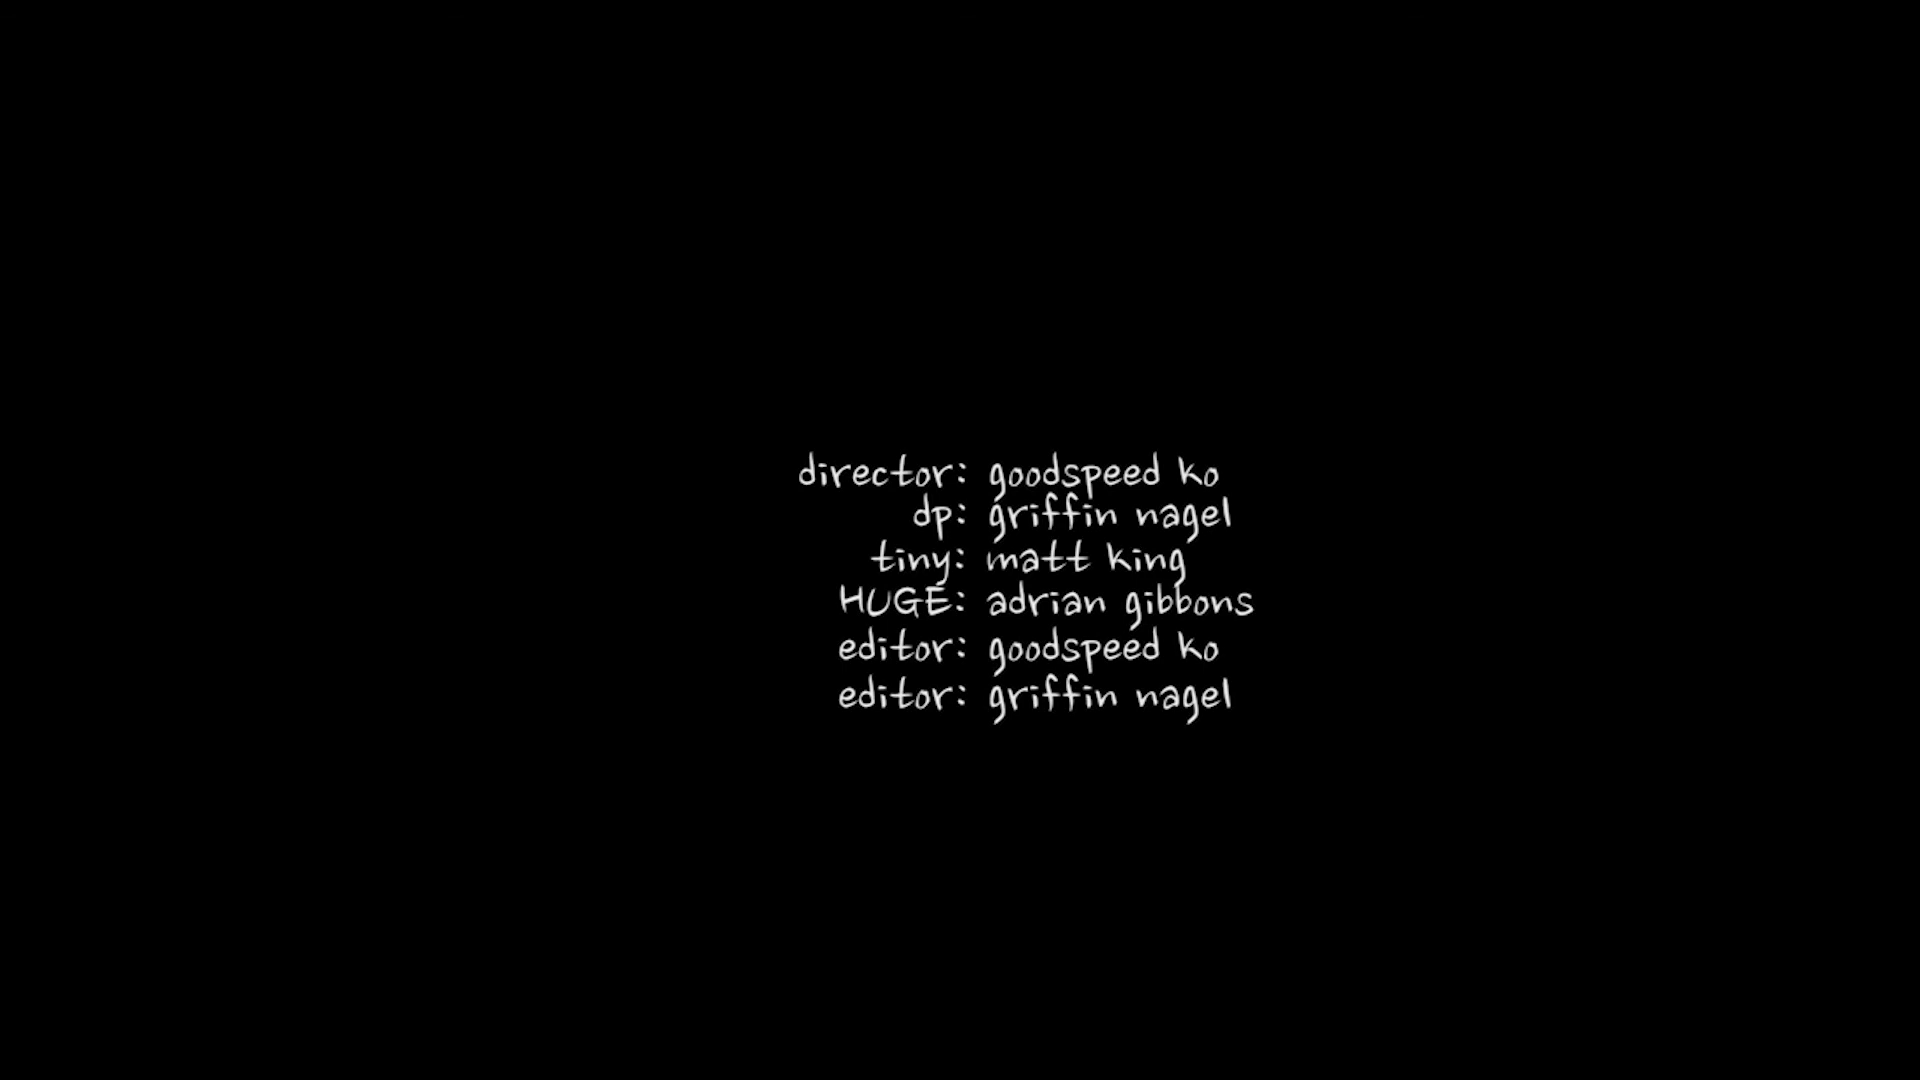 director: goodspeed ko
dp: griffin nagel
tiny: matt king
HUGE: adrian gibbons
editor: goodspeed ko
editor: griffin nagel